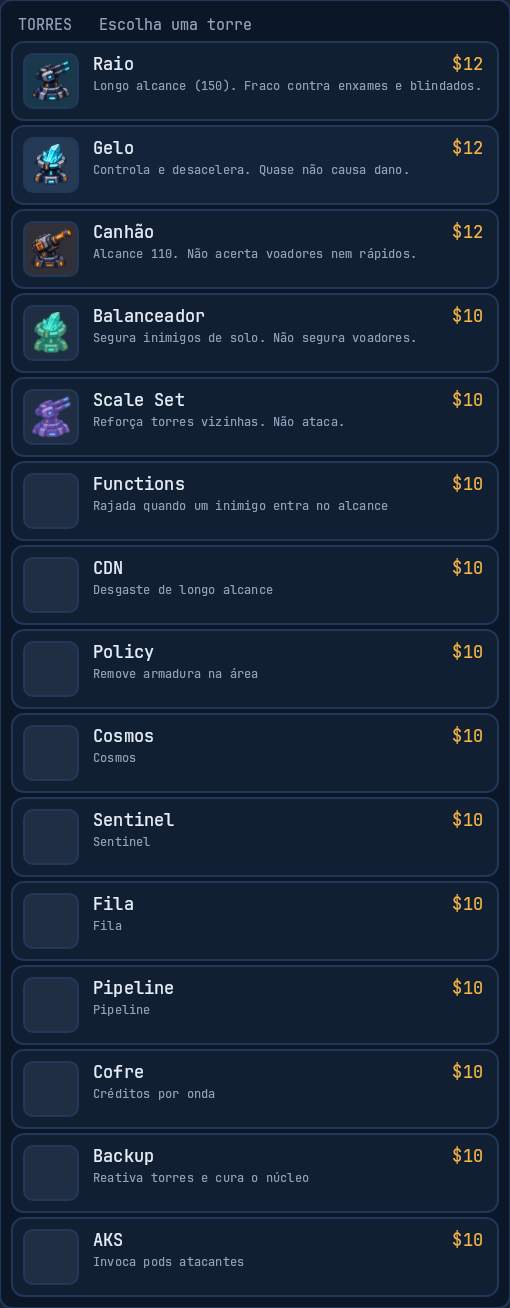 TORRES Escolha uma torre
Raio $12
Longo alcance (150). Fraco contra enxames e blindados.
Gelo $12
Controla e desacelera. Quase não causa dano.
Canhão $12
Alcance 110. Não acerta voadores nem rápidos.
Balanceador $10
Segura inimigos de solo. Não segura voadores.
Scale Set $10
Reforça torres vizinhas. Não ataca.
Functions $10
Rajada quando um inimigo entra no alcance
CDN $10
Desgaste de longo alcance
Policy $10
Remove armadura na área
Cosmos $10
Cosmos
Sentinel $10
Sentinel
Fila $10
Fila
Pipeline $10
Pipeline
Cofre $10
Créditos por onda
Backup $10
Reativa torres e cura o núcleo
AKS $10
Invoca pods atacantes